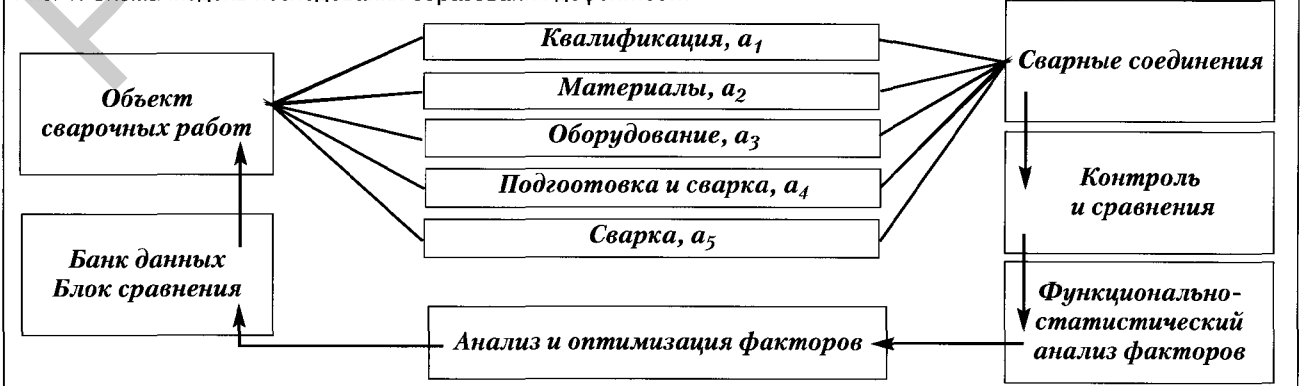 Квалификация, a1
Материалы, a2
Оборудование, a3
Подгоотовка и сварка, a4
Сварка, a5
Объект
сварочных работ
Банк данных
Блок сравнения
Сварные соединения
Контроль
и сравнения
Функционально-
статистический
анализ факторов
Анализ и оптимизация факторов